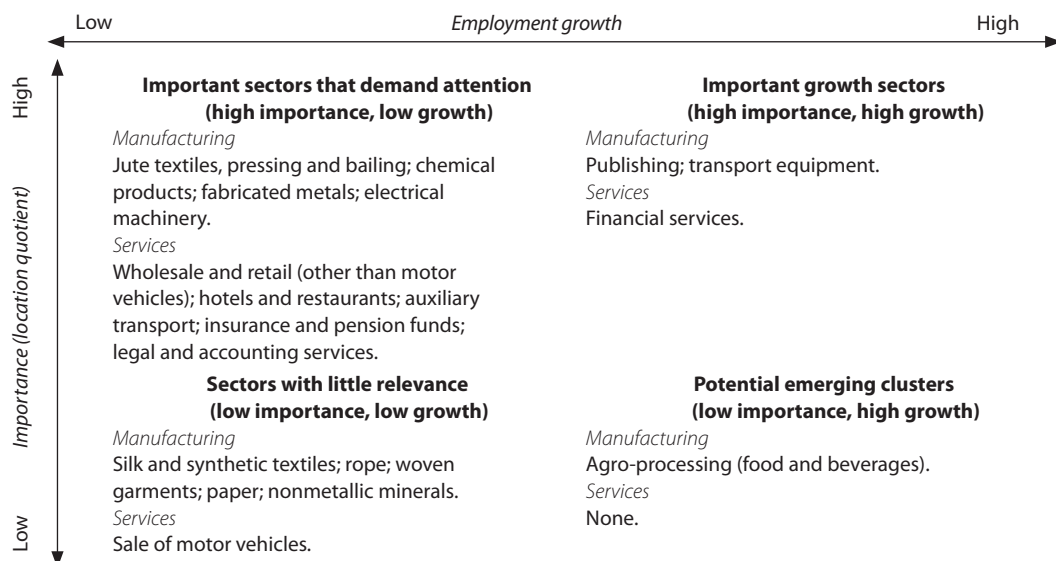 Low Employment growth High
High
Importance (location quotient)
Low
Important sectors that demand attention
(high importance, low growth)
Manufacturing
Jute textiles, pressing and bailing; chemical
products; fabricated metals; electrical
machinery.
Services
Wholesale and retail (other than motor
vehicles); hotels and restaurants; auxiliary
transport; insurance and pension funds;
legal and accounting services.
Important growth sectors
(high importance, high growth)
Manufacturing
Publishing; transport equipment.
Services
Financial services.
Sectors with little relevance
(low importance, low growth)
Manufacturing
Silk and synthetic textiles; rope; woven
garments; paper; nonmetallic minerals.
Services
Sale of motor vehicles.
Potential emerging clusters
(low importance, high growth)
Manufacturing
Agro-processing (food and beverages).
Services
None.